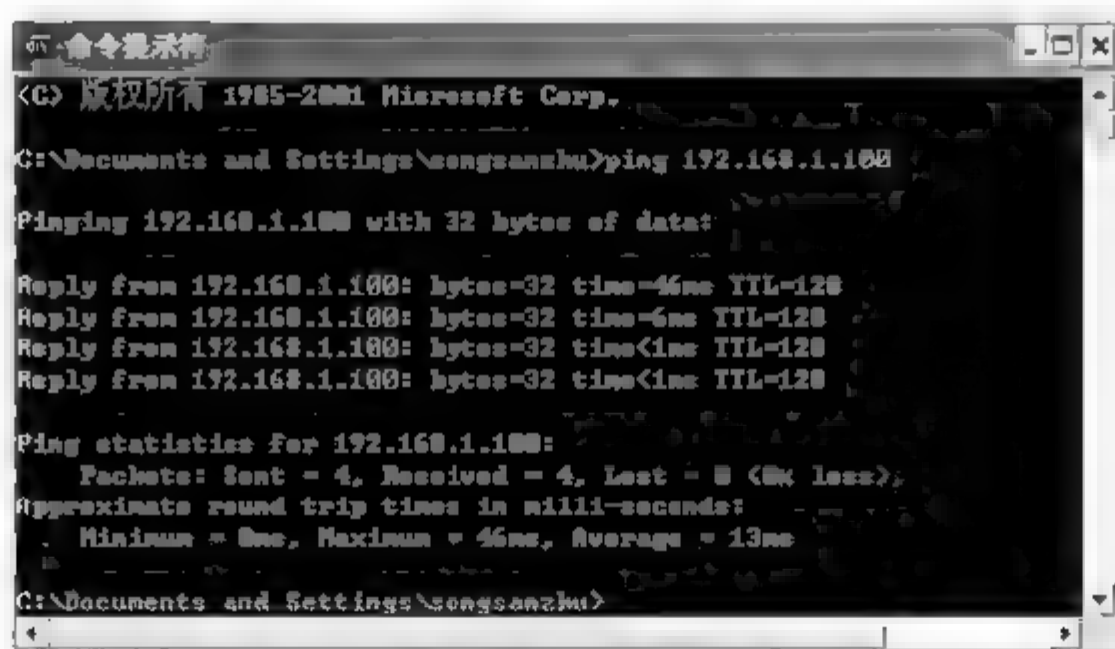 命令提示符
(C) 版权所有 1985-2001 Microsoft Corp.
C:\Documents and Settings\songsanzhu>ping 192.168.1.100
Pinging 192.168.1.100 with 32 bytes of data:
Reply from 192.168.1.100: bytes=32 time=46ms TTL=128
Reply from 192.168.1.100: bytes=32 time=6ms TTL=128
Reply from 192.168.1.100: bytes=32 time<1ms TTL=128
Reply from 192.168.1.100: bytes=32 time<1ms TTL=128
Ping statistics for 192.168.1.100:
Packets: Sent = 4, Received = 4, Lost = 0 (0% loss),
Approximate round trip times in milli-seconds:
Minimum = 0ms, Maximum = 46ms, Average = 13ms
C:\Documents and Settings\songsanzhu>